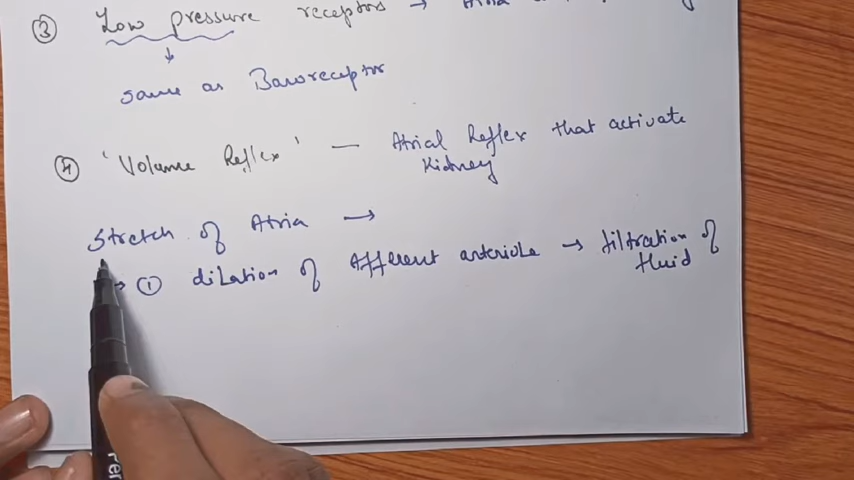 ③ Low pressure receptors →
↓
same as Baroreceptor
④ 'Volume Reflex' — Atrial Reflex that activate
Kidney
Stretch of Atria →
→ ① dilation of Afferent arteriole → filtration of
fluid